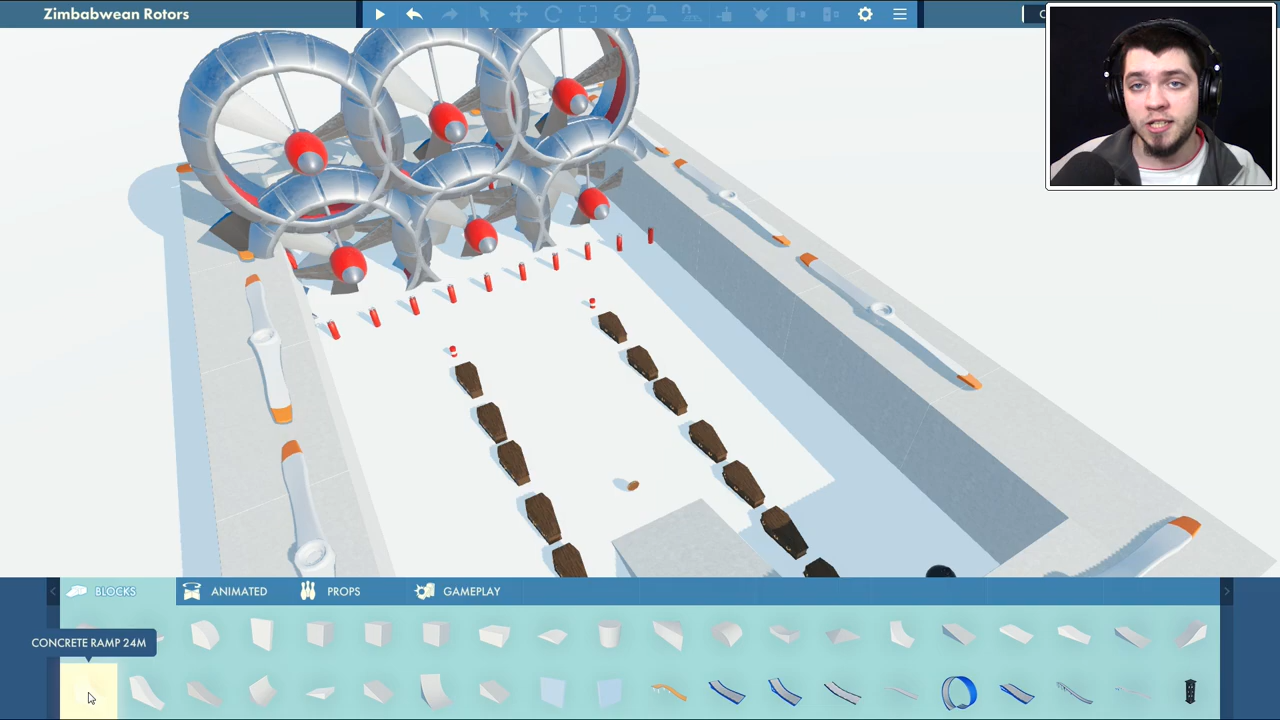 Zimbabwean Rotors
BLOCKS
ANIMATED
PROPS
GAMEPLAY
CONCRETE RAMP 24M